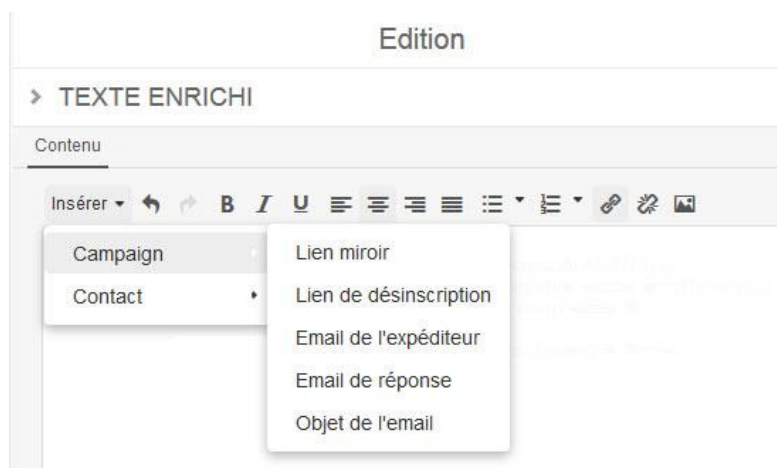 Edition
TEXTE ENRICHI
Contenu
Insérer B I U
Campaign
Contact
Lien miroir
Lien de désinscription
Email de l'expéditeur
Email de réponse
Objet de l'email